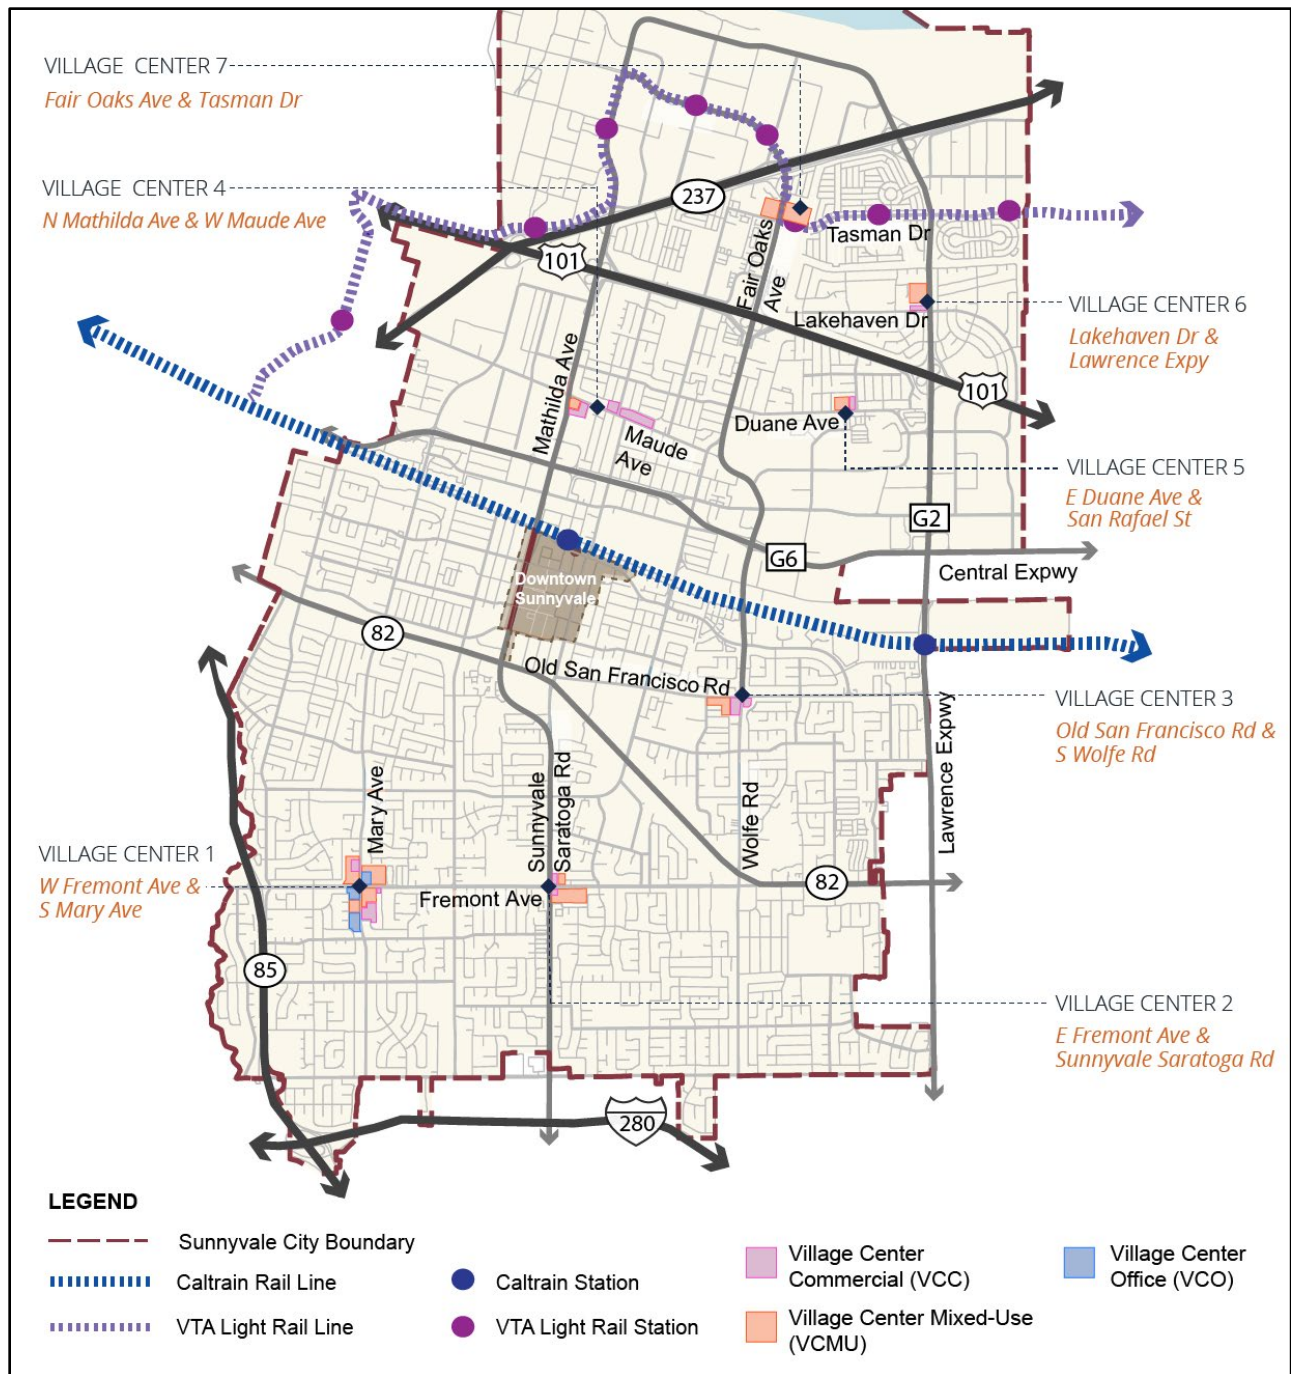 VILLAGE CENTER 7
Fair Oaks Ave & Tasman Dr
VILLAGE CENTER 4
N Mathilda Ave & W Maude Ave
237
101
Tasman Dr
Fair Oaks
Ave
Lakehaven Dr
VILLAGE CENTER 6
Lakehaven Dr &
Lawrence Expy
101
Mathilda Ave
Maude
Ave
Duane Ave
VILLAGE CENTER 5
E Duane Ave &
San Rafael St
G2
G6
Central Expwy
Downtown
Sunnyvale
82
Old San Francisco Rd
VILLAGE CENTER 3
Old San Francisco Rd &
S Wolfe Rd
Lawrence Expwy
Mary Ave
Sunnyvale
Saratoga Rd
Wolfe Rd
VILLAGE CENTER 1
W Fremont Ave &
S Mary Ave
Fremont Ave
82
85
VILLAGE CENTER 2
E Fremont Ave &
Sunnyvale Saratoga Rd
280
LEGEND
Sunnyvale City Boundary
Caltrain Rail Line
VTA Light Rail Line
Caltrain Station
VTA Light Rail Station
Village Center
Commercial (VCC)
Village Center Mixed-Use
(VCMU)
Village Center
Office (VCO)